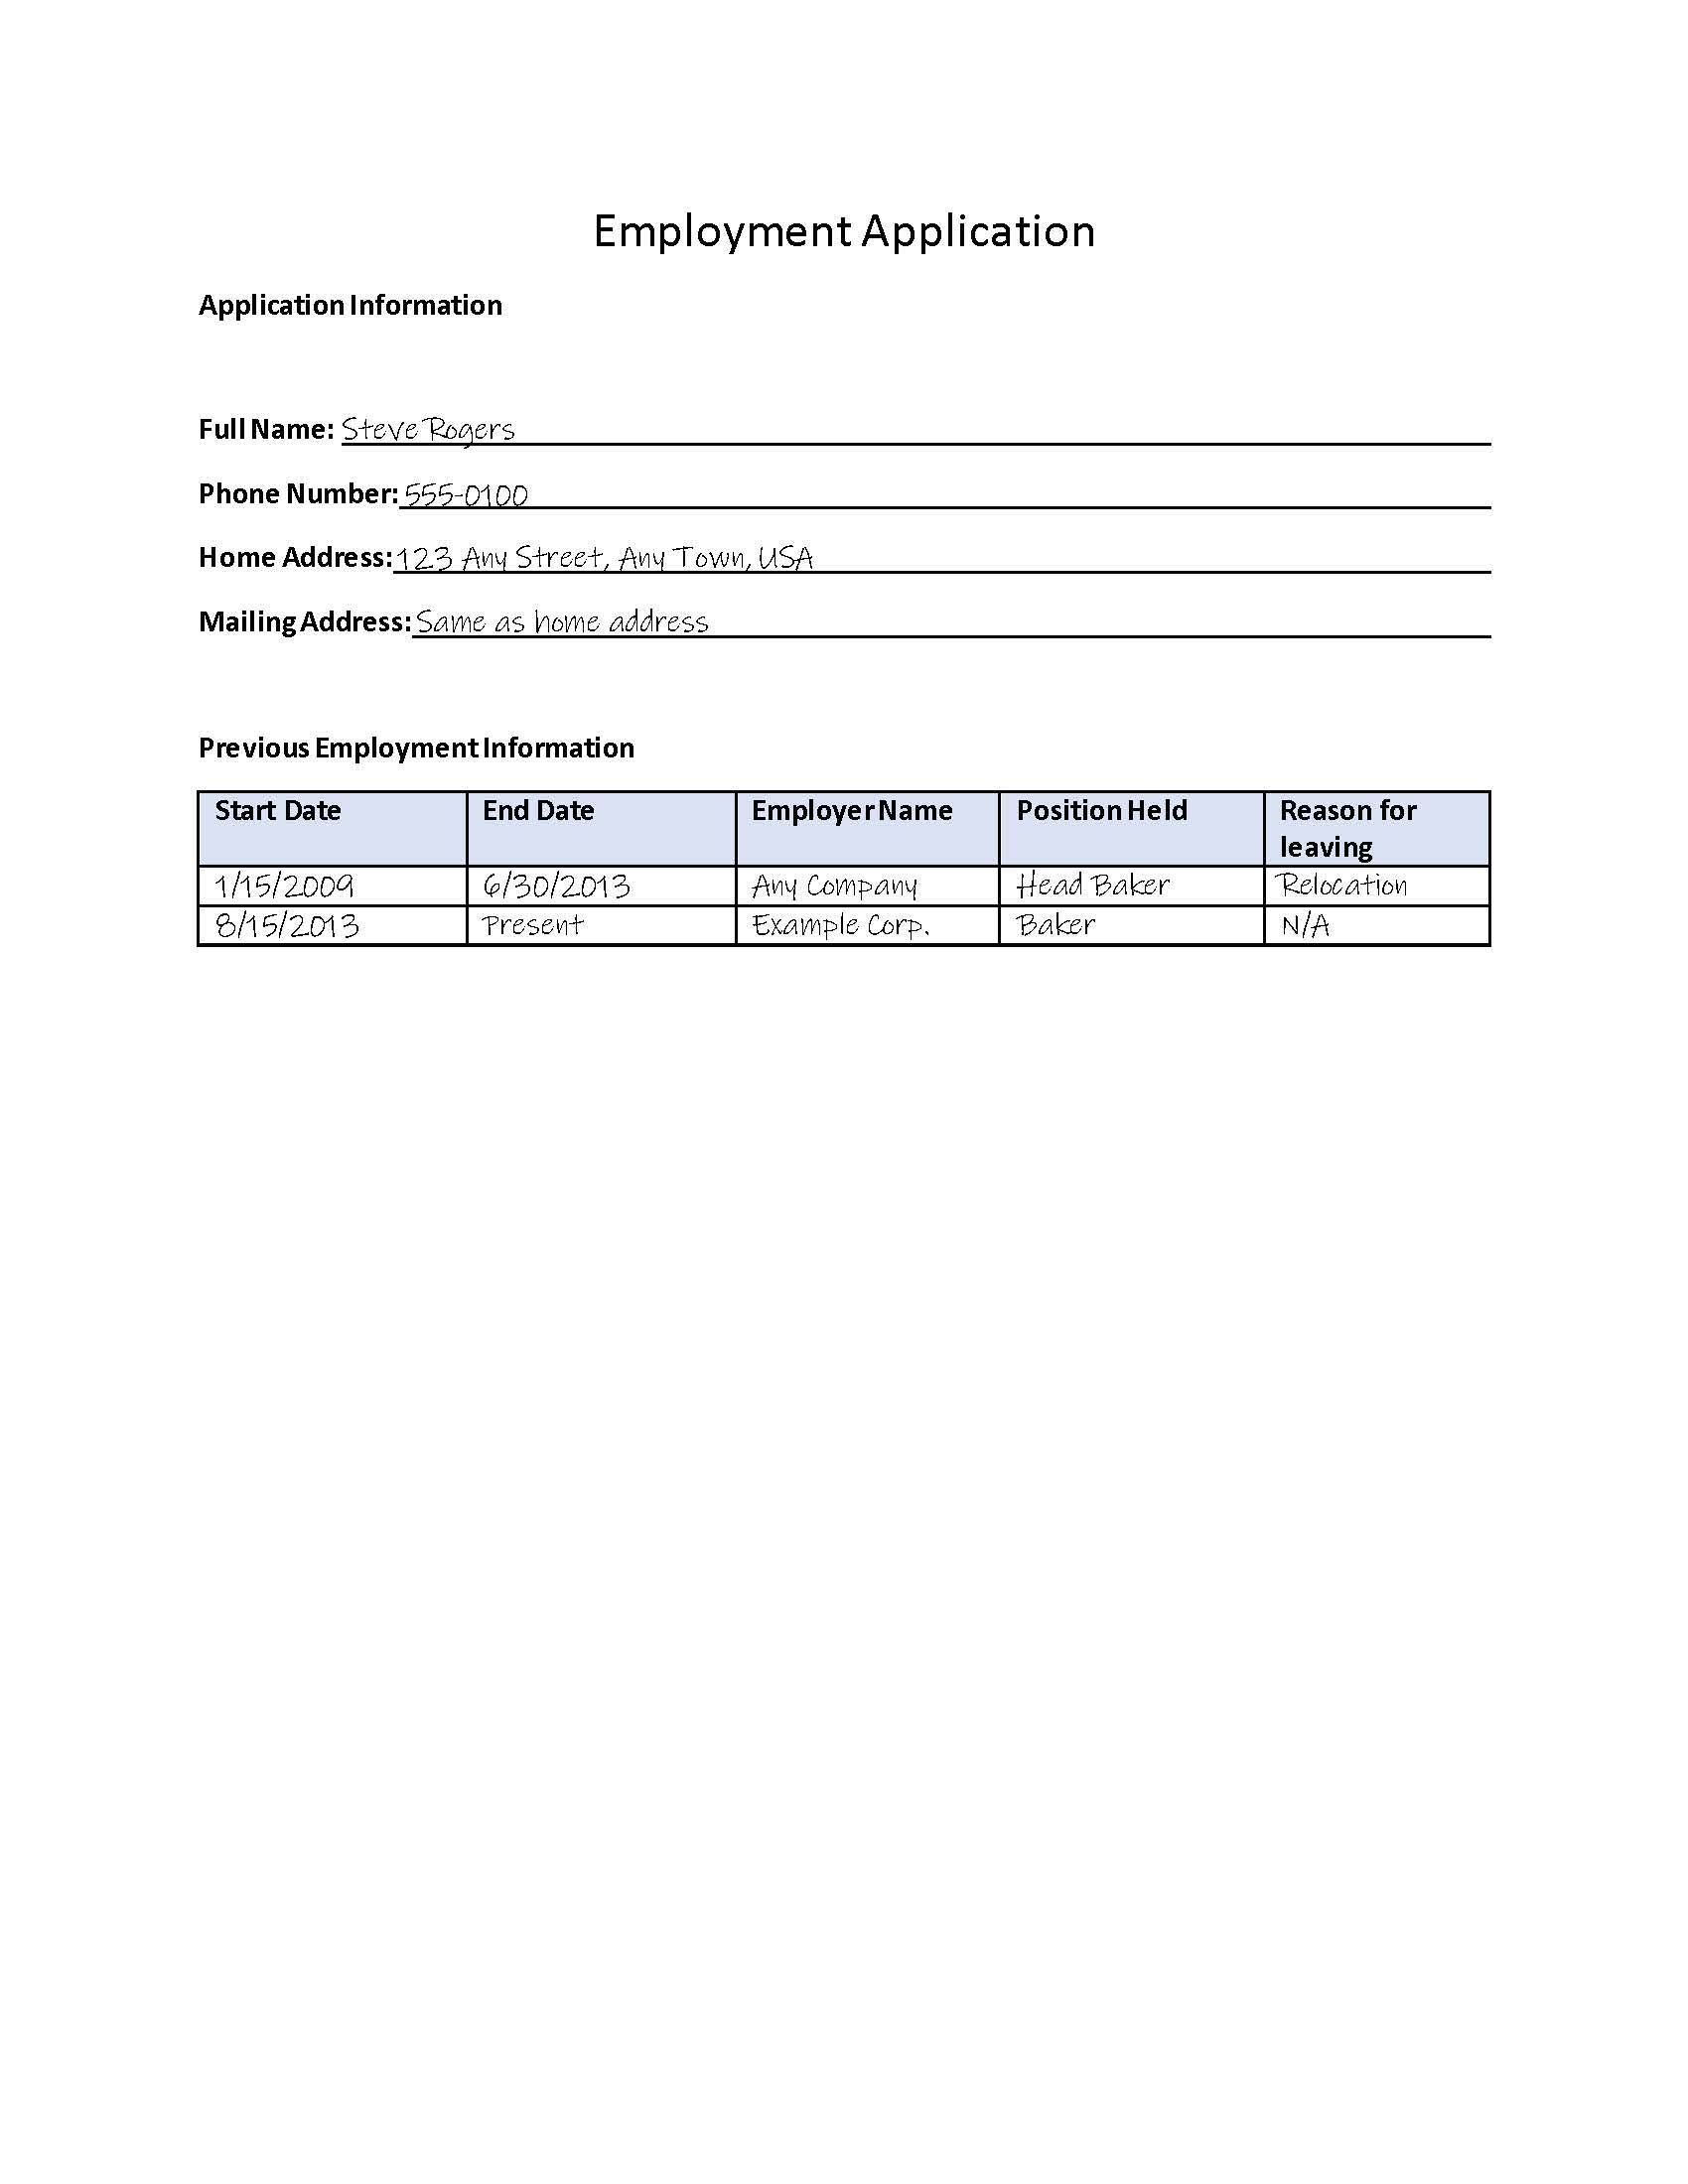 Employment Application
Application Information
Full Name: Steve Rogers
Phone Number: 555-0100
Home Address: 123 Any Street, Any Town, USA
Mailing Address: Same as home address
Previous Employment Information
Start Date End Date Employer Name Position Held Reason for
leaving
1/15/2009 6/30/2013 Any Company Head Baker Relocation
8/15/2013 Present Example Corp. Baker N/A